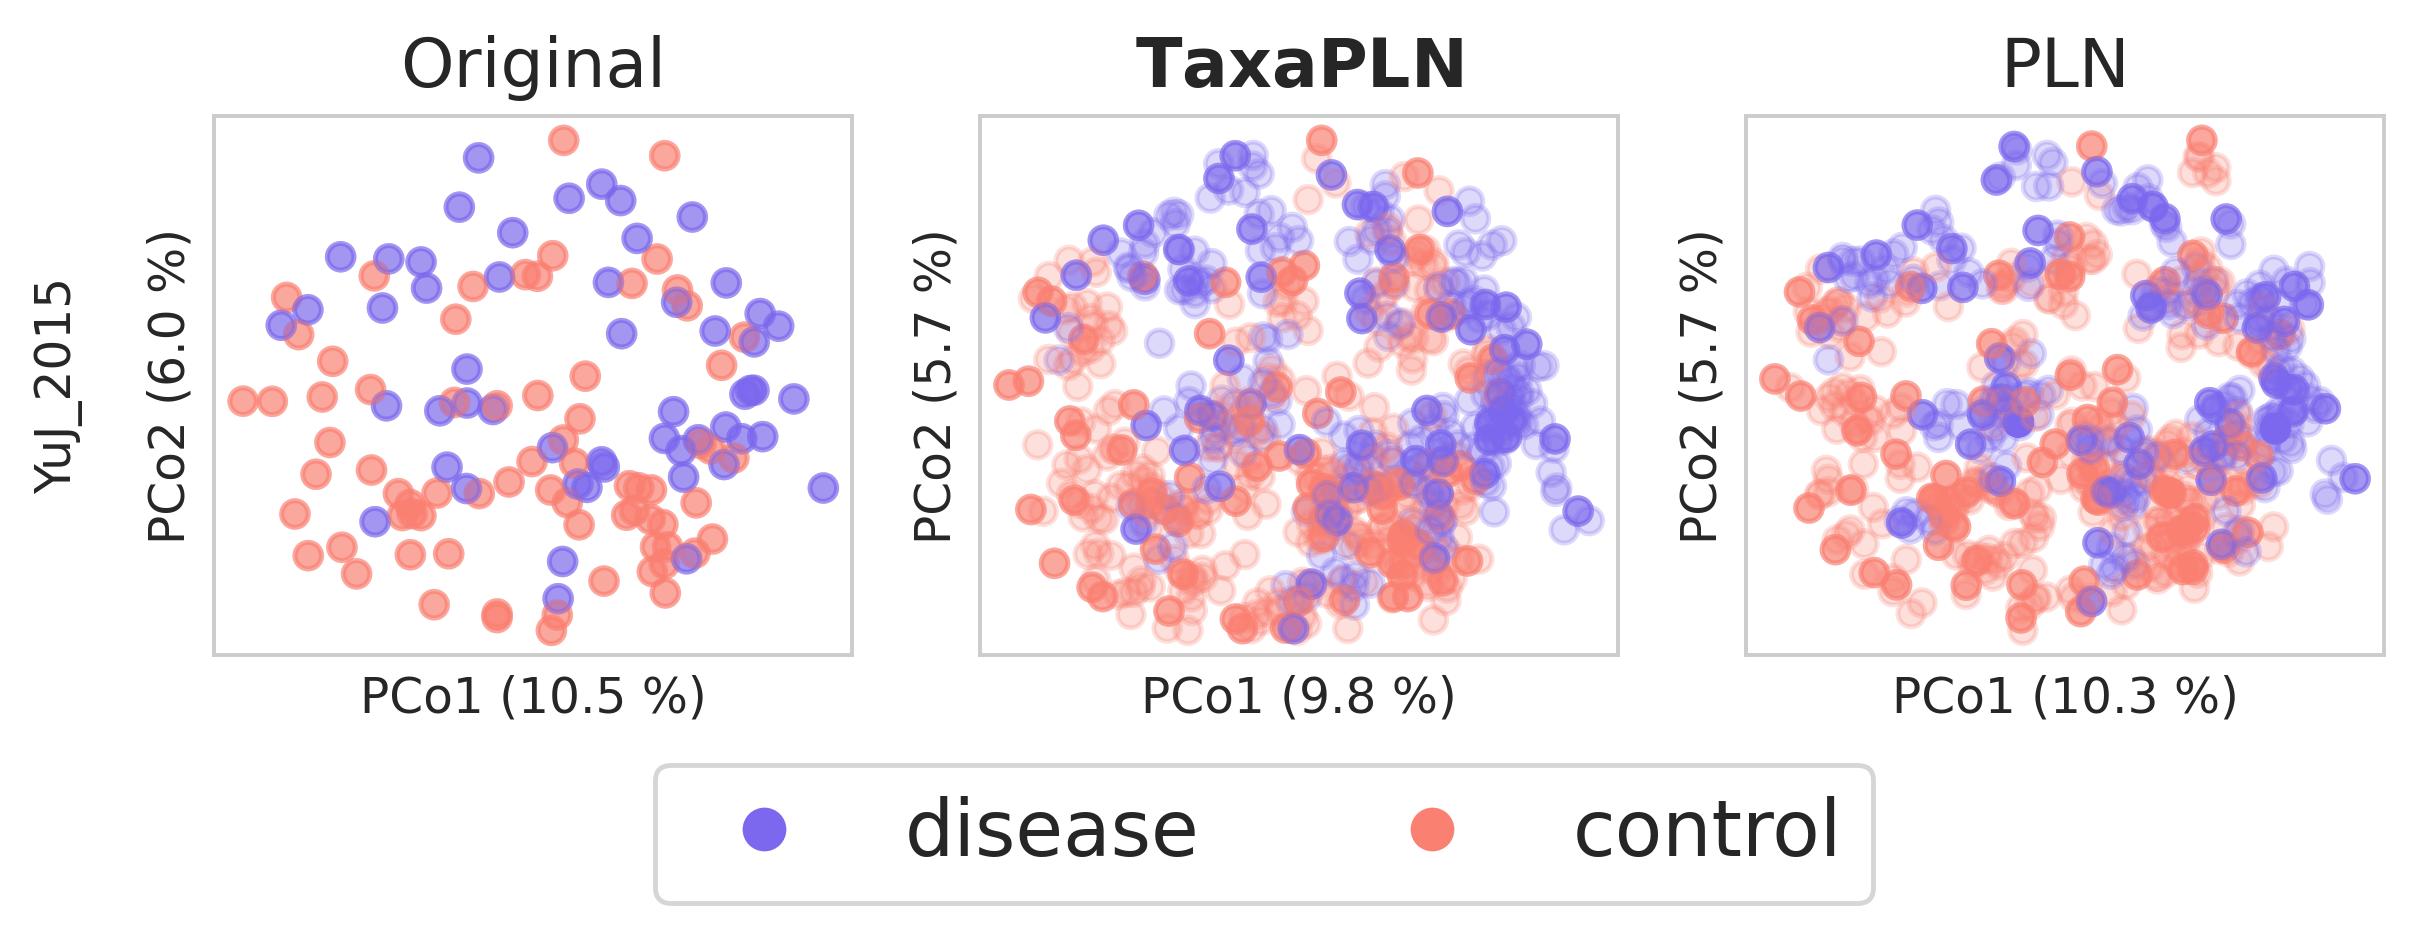 Original
TaxaPLN
PLN
YuJ_2015
PCo2 (6.0 %)
PCo2 (5.7 %)
PCo2 (5.7 %)
PCo1 (10.5 %)
PCo1 (9.8 %)
PCo1 (10.3 %)
disease
control